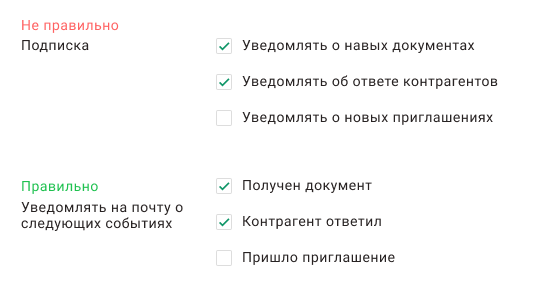 Не правильно
Подписка
Уведомлять о навых документах
Уведомлять об ответе контрагентов
Уведомлять о новых приглашениях
Правильно
Уведомлять на почту о
следующих событиях
Получен документ
Контрагент ответил
Пришло приглашение